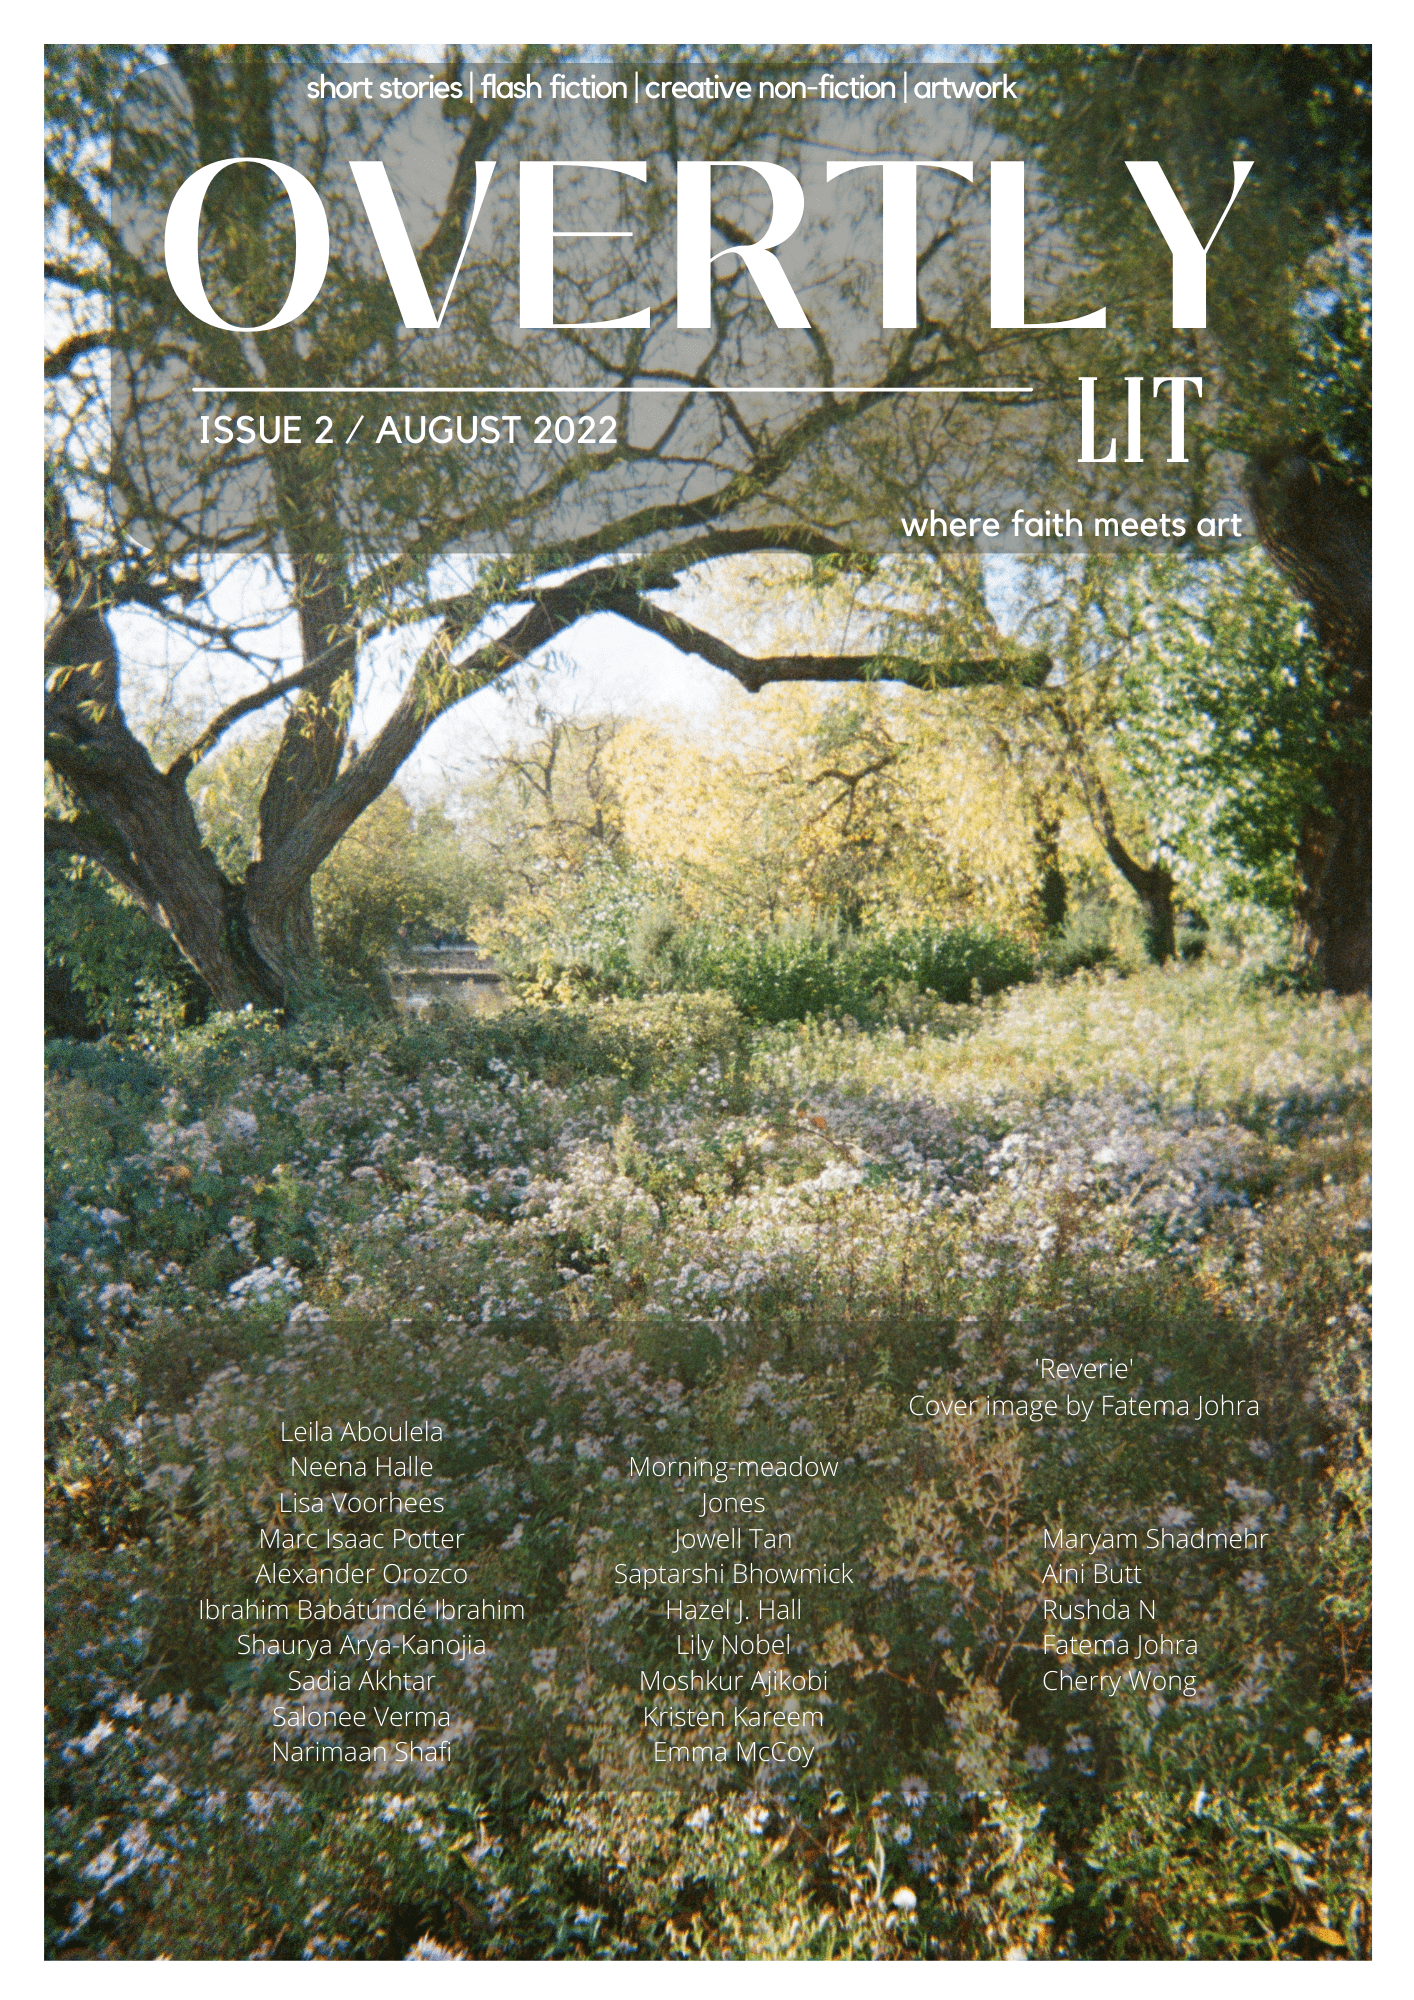 short stories | flash fiction | creative non-fiction | artwork
OVERTLY
LIT
ISSUE 2 / AUGUST 2022
where faith meets art
'Reverie'
Cover image by Fatema Johra
Leila Aboulela
Neena Halle
Lisa Voorhees
Marc Isaac Potter
Alexander Orozco
Ibrahim Babátúndé Ibrahim
Shaurya Arya-Kanojia
Sadia Akhtar
Salonee Verma
Narimaan Shafi
Morning-meadow
Jones
Jowell Tan
Saptarshi Bhowmick
Hazel J. Hall
Lily Nobel
Moshkur Ajikobi
Kristen Kareem
Emma McCoy
Maryam Shadmehr
Aini Butt
Rushda N
Fatema Johra
Cherry Wong